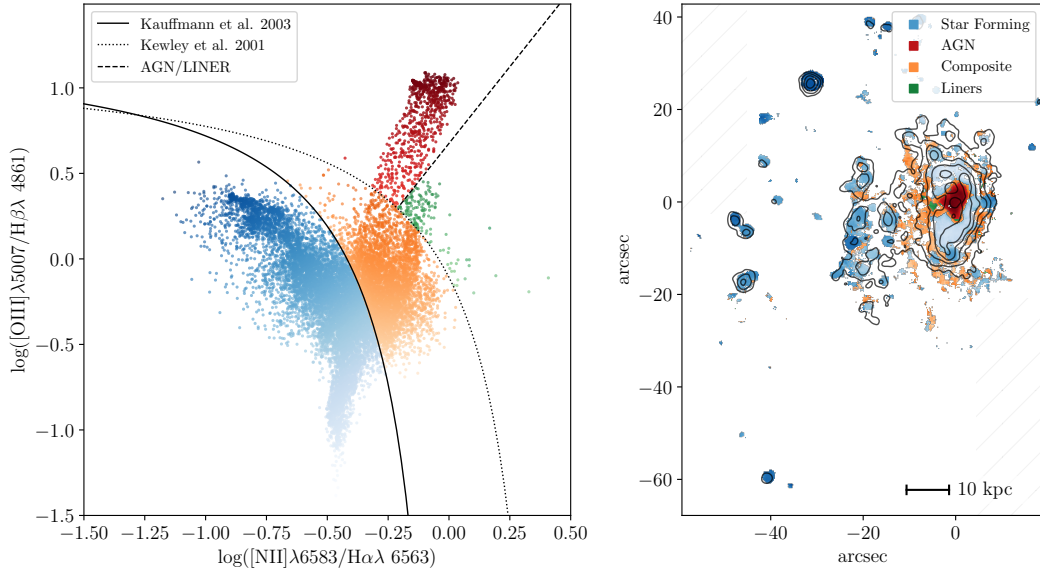 Kauffmann et al. 2003
Kewley et al. 2001
AGN/LINER
1.0
0.5
0.0
−0.5
−1.0
−1.5
log([OIII]λ5007/Hβλ 4861)
−1.50
−1.25
−1.00
−0.75
−0.50
−0.25
0.00
0.25
0.50
log([NII]λ6583/Hαλ 6563)
Star Forming
AGN
Composite
Liners
40
20
0
−20
−40
−60
arcsec
10 kpc
−60
−40
−20
0
arcsec